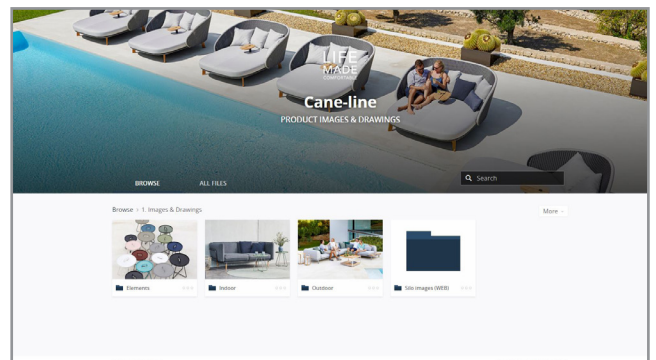 LIFE
MADE
COMFORTABLE
Cane-line
PRODUCT IMAGES & DRAWINGS
BROWSE ALL FILES Search
Browse > 1. Images & Drawings More
Elements Indoor Outdoor Silo images (WEB)